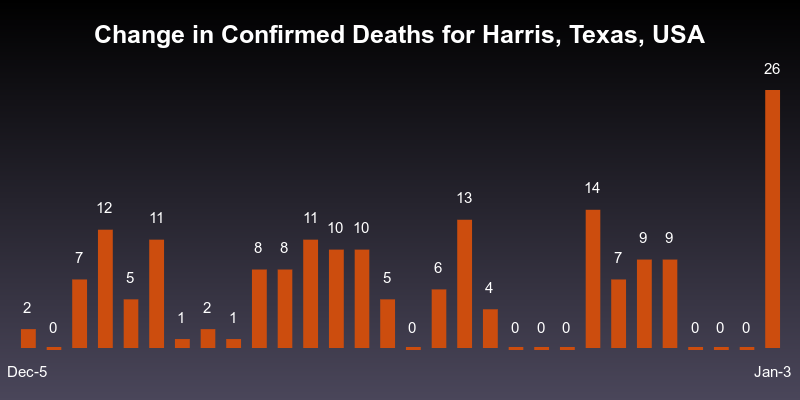 Change in Confirmed Deaths for Harris, Texas, USA
2 0 7 12 5 11 1 2 1 8 8 11 10 10 5 0 6 13 4 0 0 0 14 7 9 9 0 0 0 26
Dec-5 Jan-3